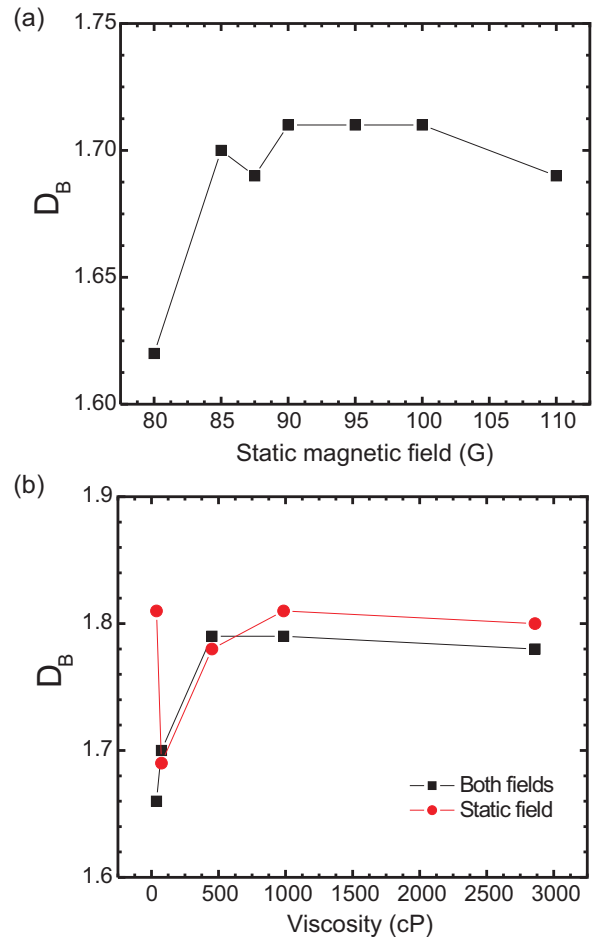 (a)
1.75
1.70
1.65
1.60
D_B
80 85 90 95 100 105 110
Static magnetic field (G)
(b)
1.9
1.8
1.7
1.6
D_B
Both fields
Static field
0 500 1000 1500 2000 2500 3000
Viscosity (cP)